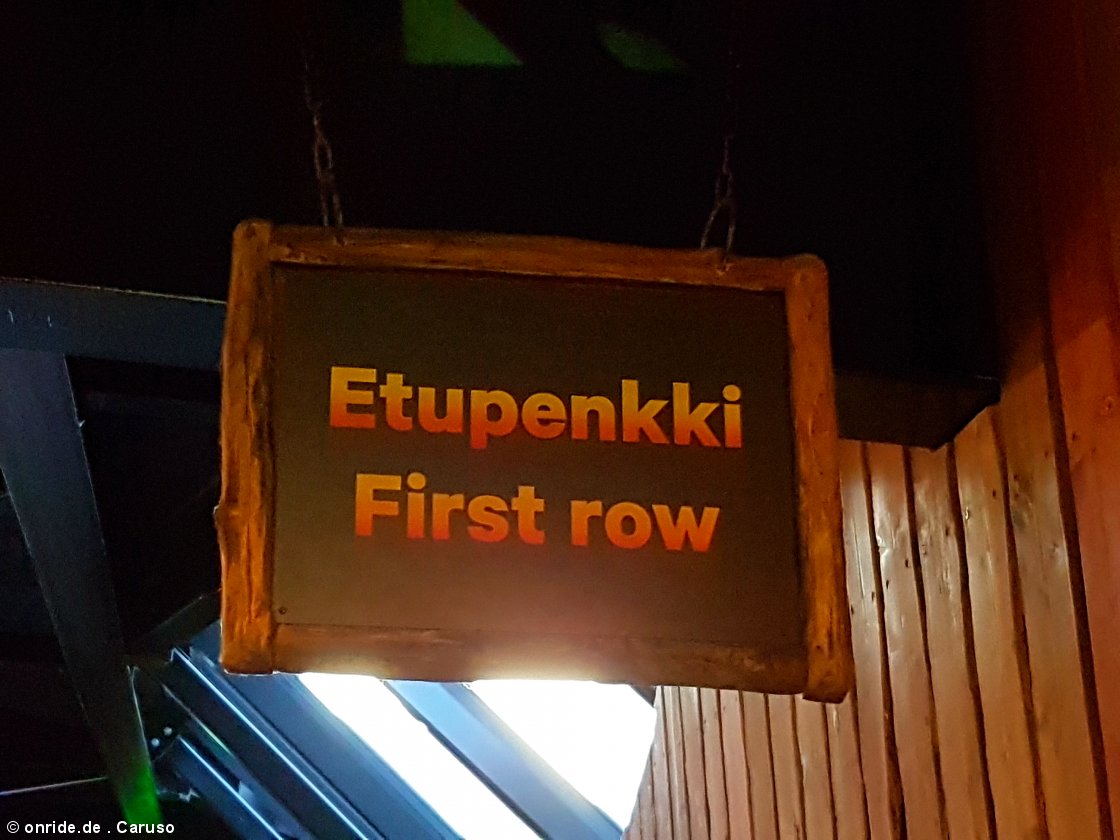 Etupenkki
First row
© onride.de . Caruso